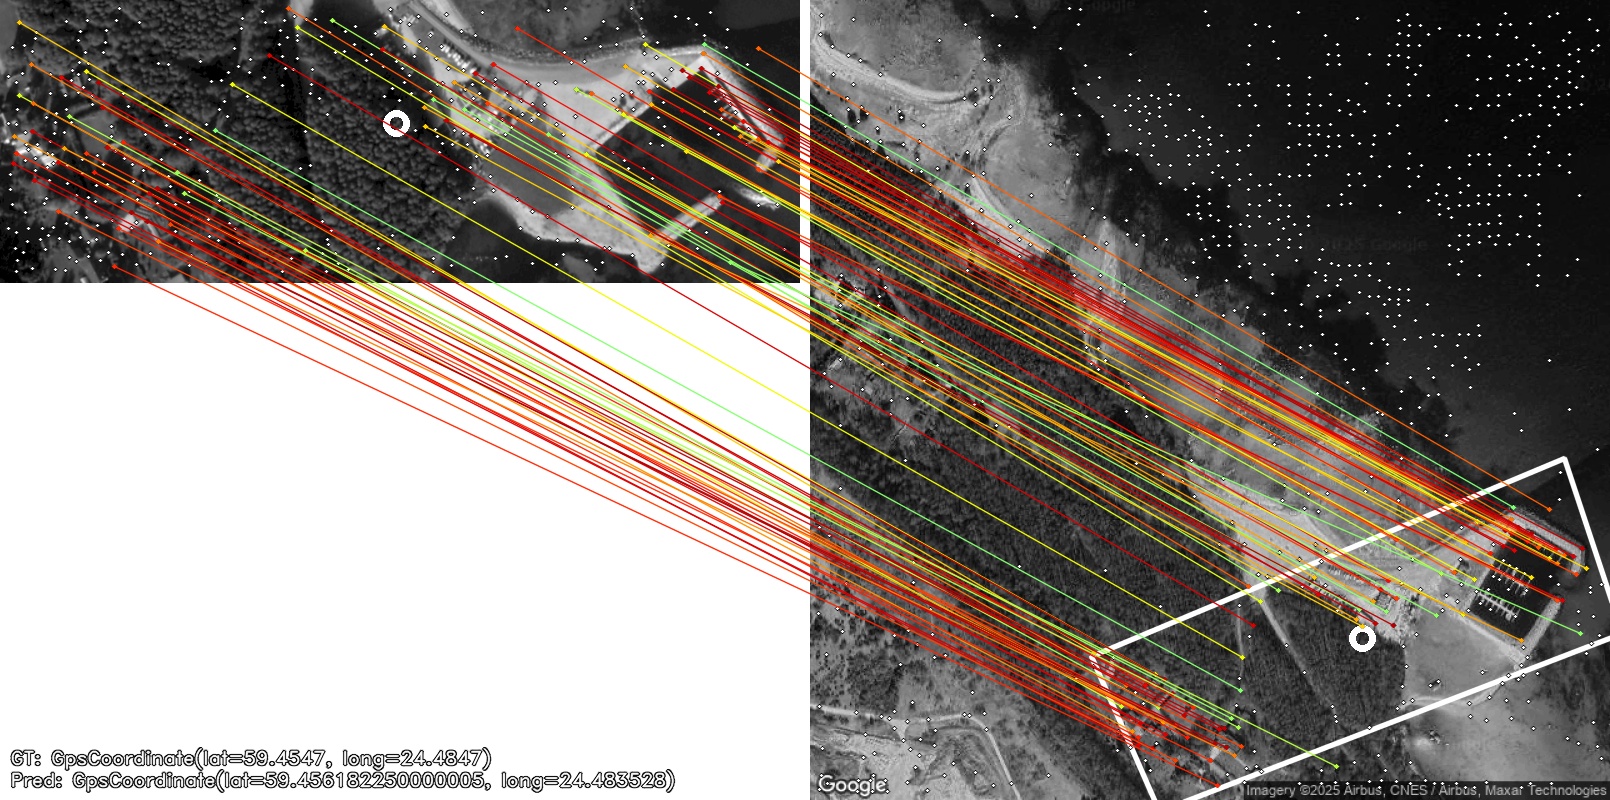 GT: GpsCoordinate(lat=59.4547, long=24.4847)
Pred: GpsCoordinate(lat=59.456182250000005, long=24.483528)
Google
Imagery ©2025 Airbus, CNES / Airbus, Maxar Technologies